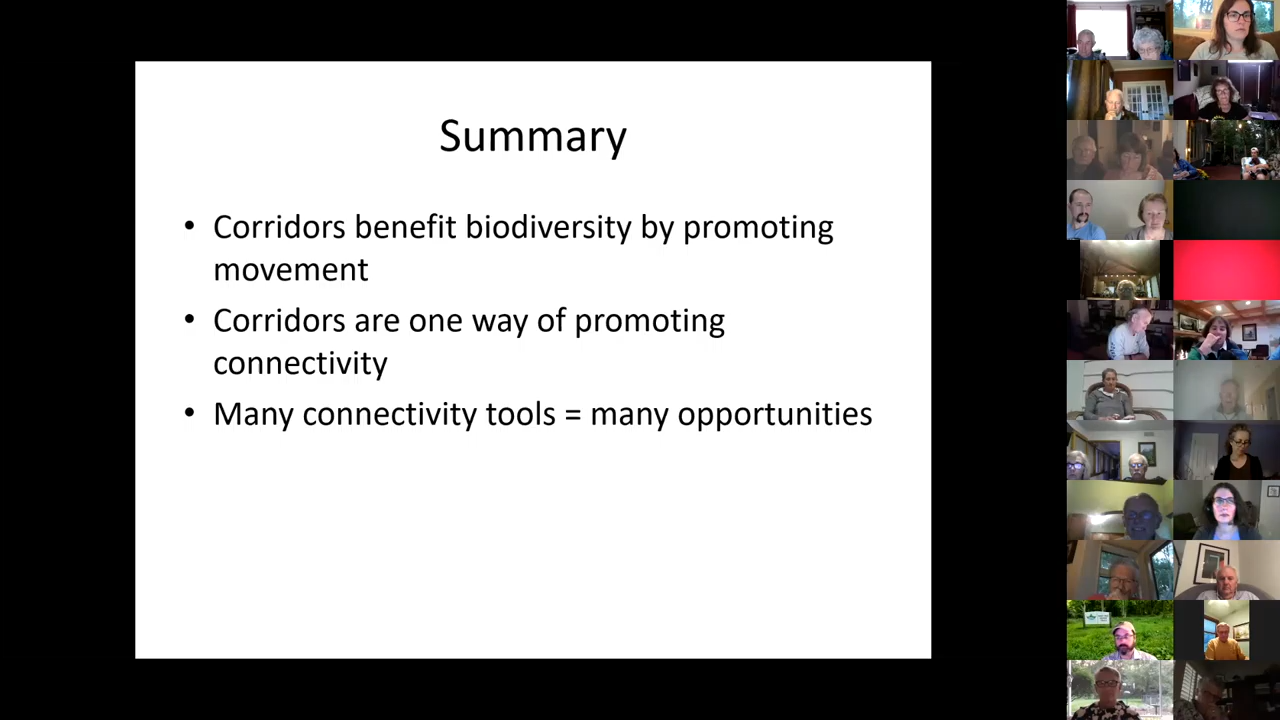 Summary
• Corridors benefit biodiversity by promoting
movement
• Corridors are one way of promoting
connectivity
• Many connectivity tools = many opportunities